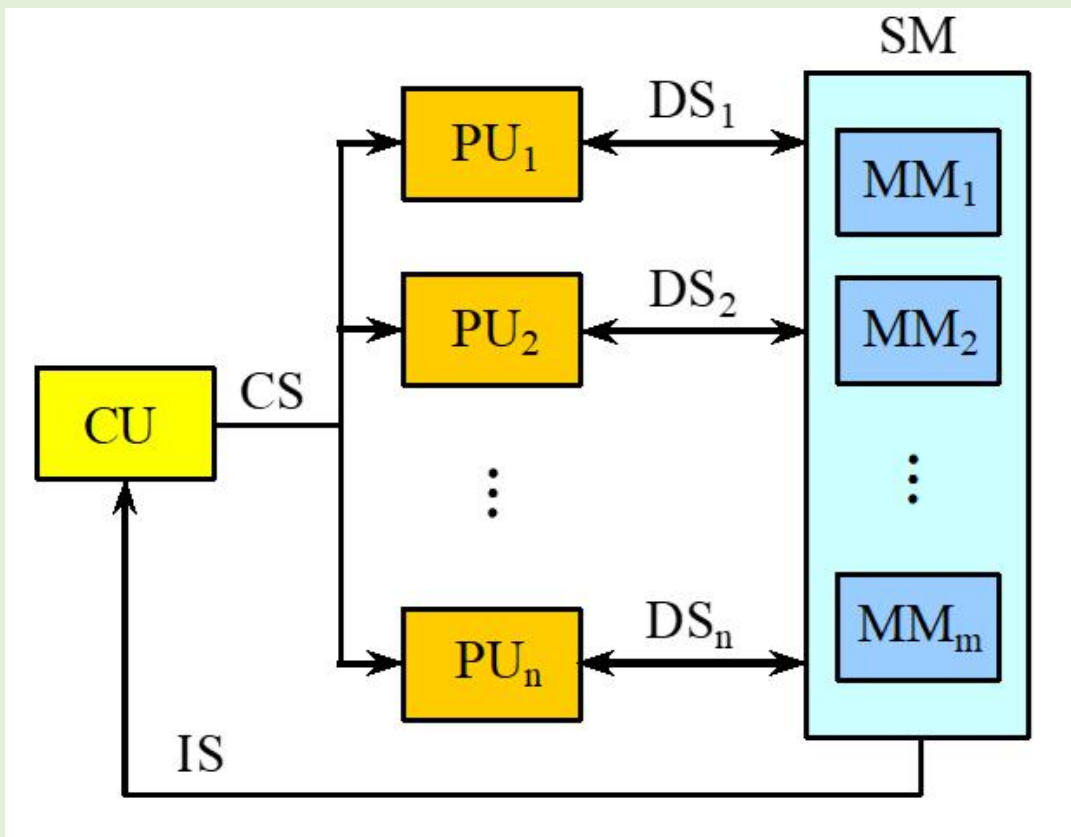 SM
PU₁
DS₁
MM₁
PU₂
DS₂
MM₂
CU
CS
⋮
⋮
PUₙ
DSₙ
MMₘ
IS